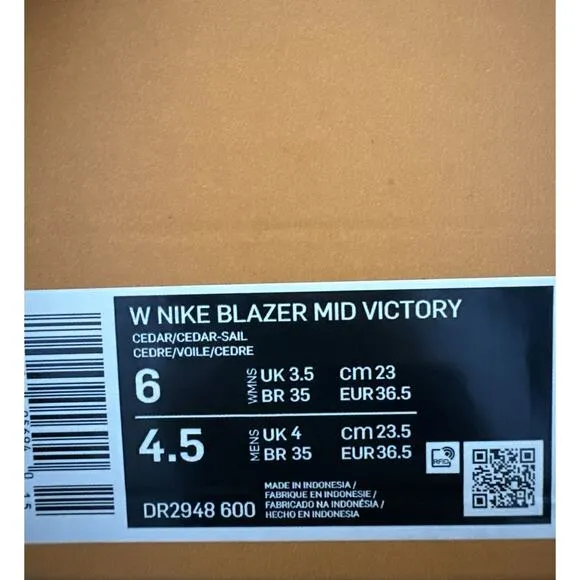 W NIKE BLAZER MID VICTORY
CEDAR/CEDAR-SAIL
CEDRE/VOILE/CEDRE
6 WMNS UK 3.5 cm 23
BR 35 EUR 36.5
4.5 MENS UK 4 cm 23.5
BR 35 EUR 36.5
RFID
DR2948 600
MADE IN INDONESIA /
FABRIQUE EN INDONESIE /
FABRICADO NA INDONÉSIA /
HECHO EN INDONESIA